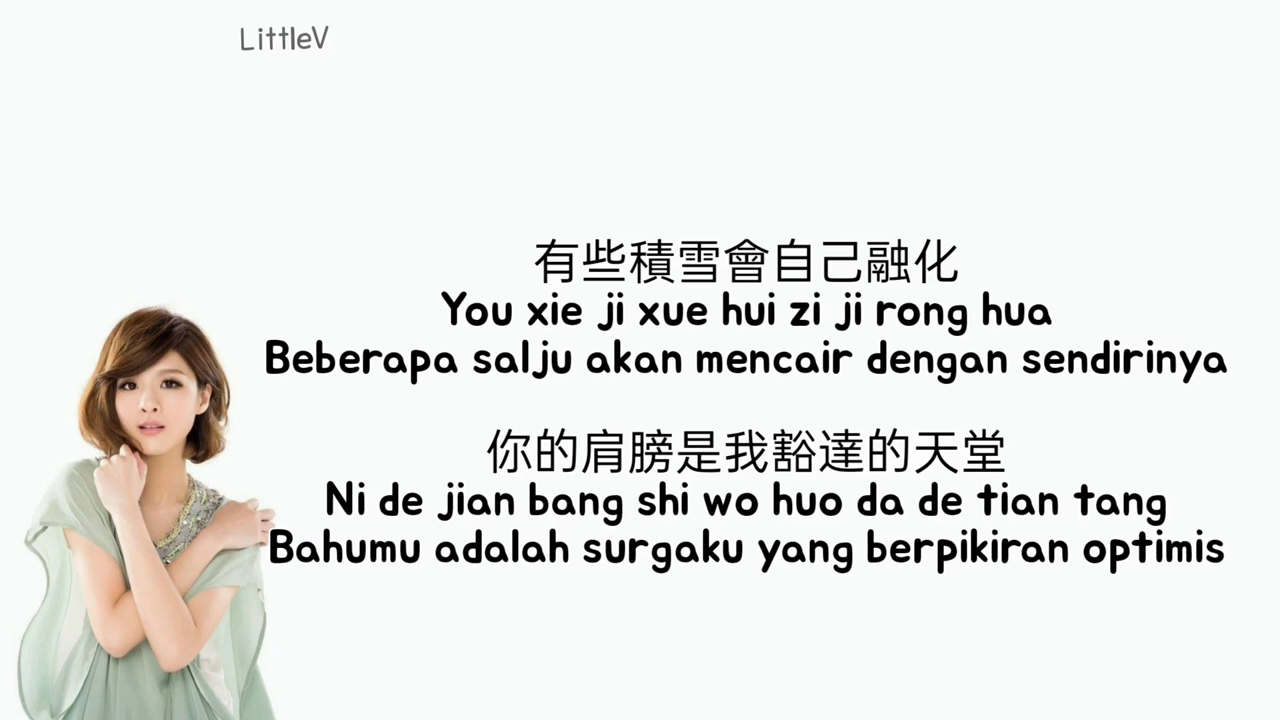 LittleV
有些積雪會自己融化
You xie ji xue hui zi ji rong hua
Beberapa salju akan mencair dengan sendirinya
你的肩膀是我豁達的天堂
Ni de jian bang shi wo huo da de tian tang
Bahumu adalah surgaku yang berpikiran optimis